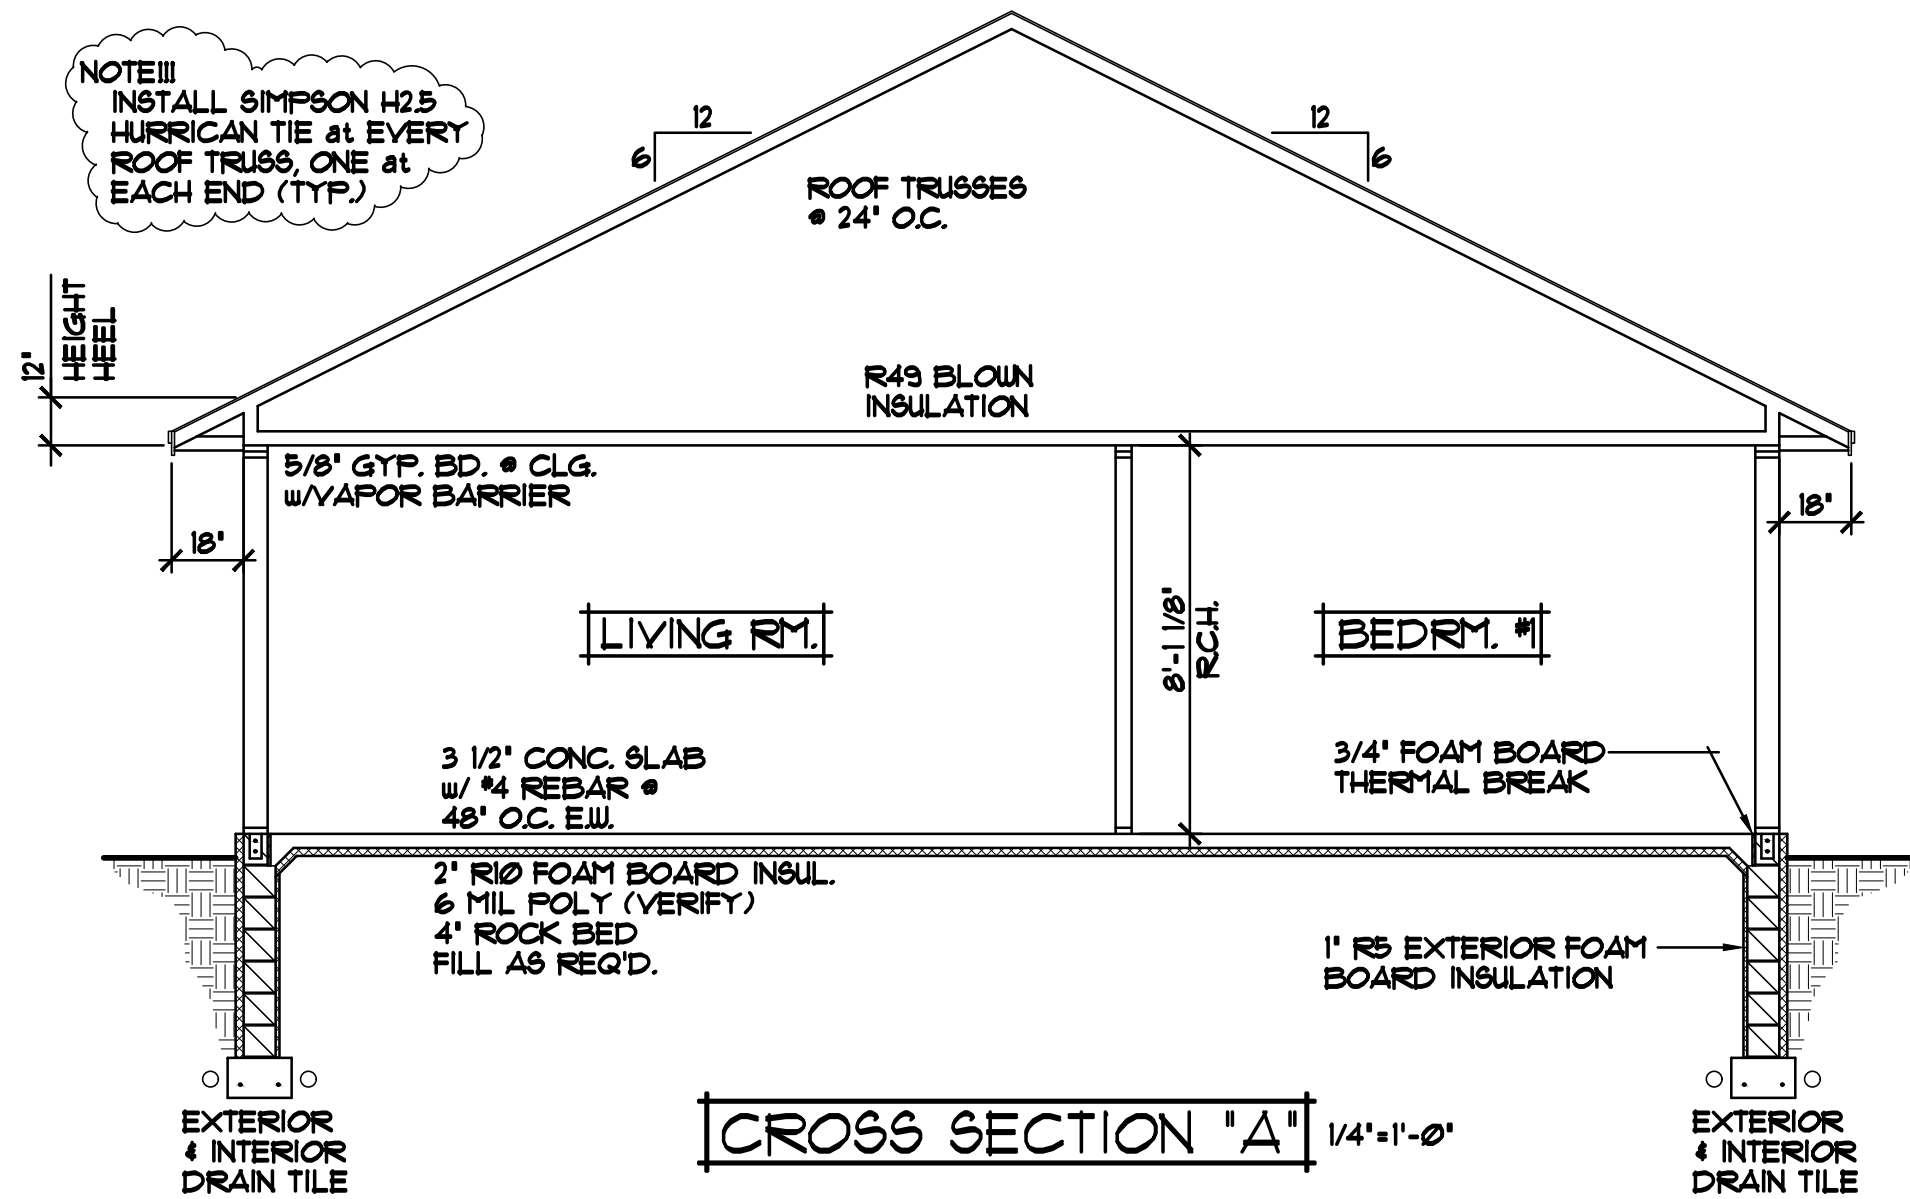 NOTE!!!
INSTALL SIMPSON H2.5
HURRICAN TIE at EVERY
ROOF TRUSS, ONE at
EACH END (TYP.)
12
6
12
6
ROOF TRUSSES
@ 24" O.C.
12"
HEIGHT
HEEL
R49 BLOWN
INSULATION
5/8" GYP. BD. @ CLG.
w/VAPOR BARRIER
18"
18"
LIVING RM.
8'-1 1/8"
R.C.H.
BEDRM. #1
3 1/2" CONC. SLAB
w/ #4 REBAR @
48" O.C. E.W.
3/4" FOAM BOARD
THERMAL BREAK
2" R1Ø FOAM BOARD INSUL.
6 MIL POLY (VERIFY)
4" ROCK BED
FILL AS REQ'D.
1" R5 EXTERIOR FOAM
BOARD INSULATION
EXTERIOR
& INTERIOR
DRAIN TILE
CROSS SECTION "A"
1/4"=1'-Ø"
EXTERIOR
& INTERIOR
DRAIN TILE